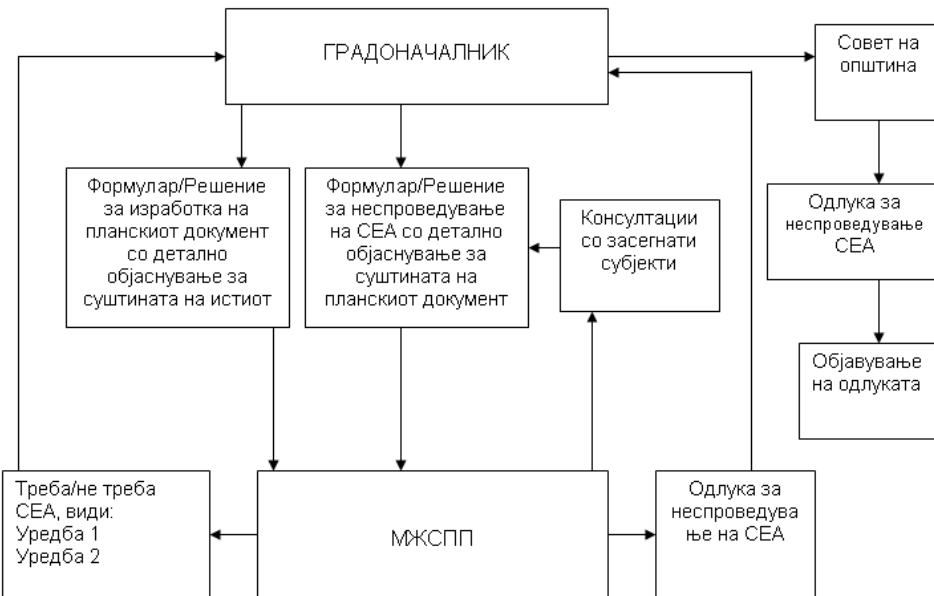 ГРАДОНАЧАЛНИК
Совет на
општина
Формулар/Решение
за изработка на
планскиот документ
со детално
објаснување за
суштината на истиот
Формулар/Решение
за неспроведување
на СЕА со детално
објаснување за
суштината на
планскиот документ
Консултации
со засегнати
субјекти
Одлука за
неспроведување
СЕА
Објавување
на одлуката
Треба/не треба
СЕА, види:
Уредба 1
Уредба 2
МЖСПП
Одлука за
неспроведува
ње на СЕА